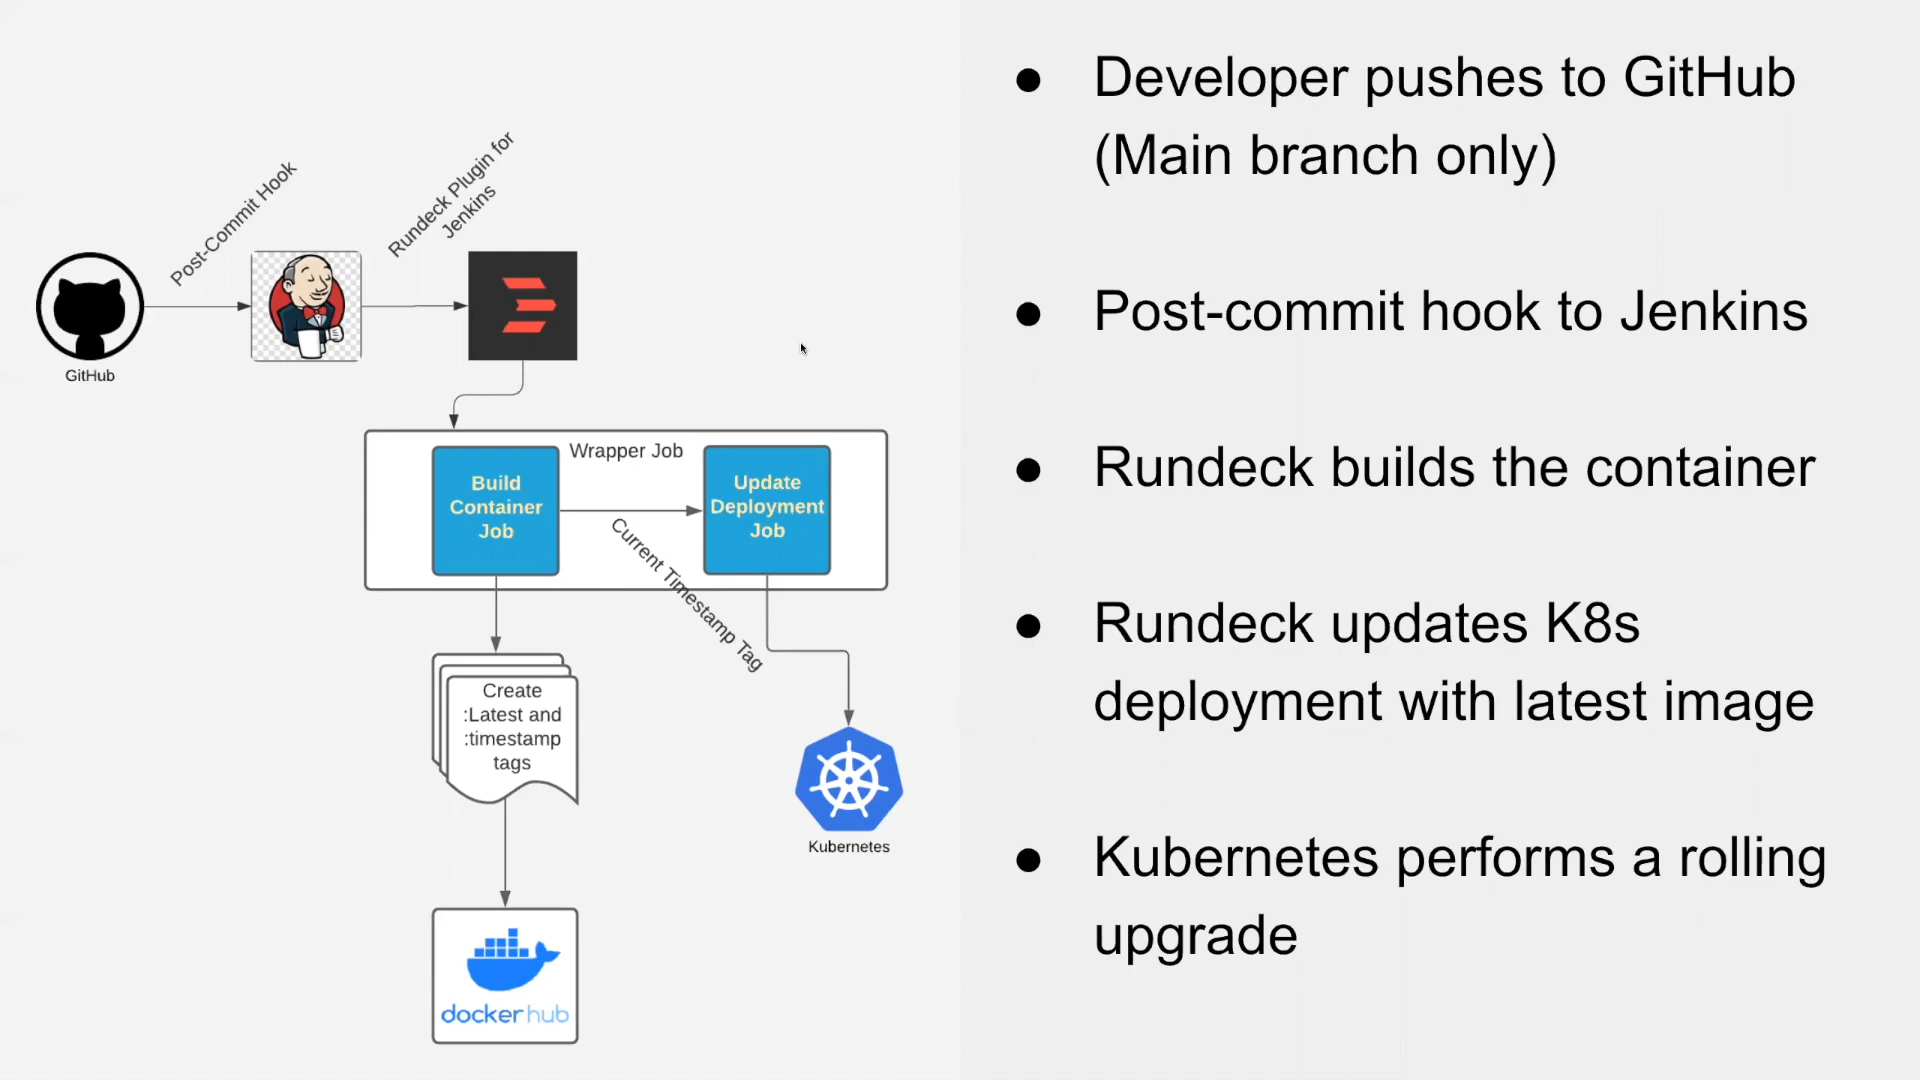 Post-Commit Hook
Rundeck Plugin for
Jenkins
GitHub
Wrapper Job
Build
Container
Job
Update
Deployment
Job
Current Timestamp Tag
Create
:Latest and
:timestamp
tags
Kubernetes
dockerhub
● Developer pushes to GitHub
(Main branch only)
● Post-commit hook to Jenkins
● Rundeck builds the container
● Rundeck updates K8s
deployment with latest image
● Kubernetes performs a rolling
upgrade